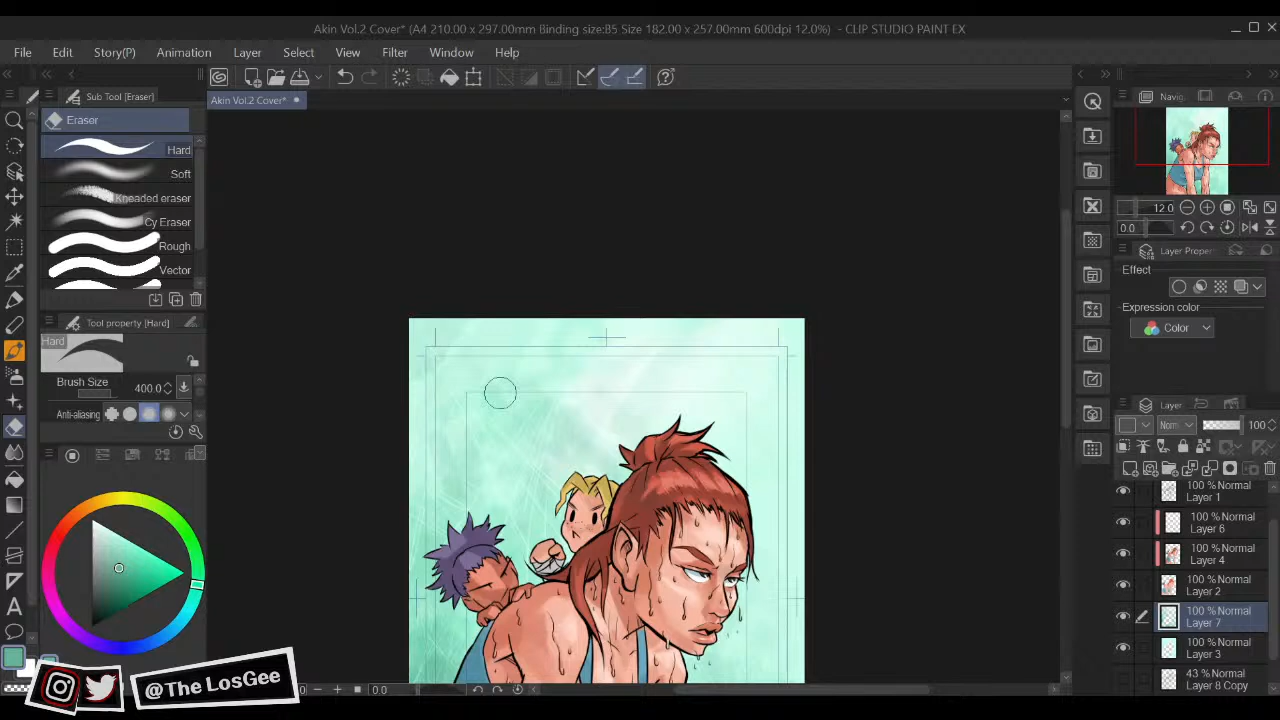 Akin Vol.2 Cover* (A4 210.00 x 297.00mm Binding size:B5 Size 182.00 x 257.00mm 600dpi 12.0%) - CLIP STUDIO PAINT EX
File Edit Story(P) Animation Layer Select View Filter Window Help
Sub Tool [Eraser]
Akin Vol.2 Cover*
Navig
Eraser
Hard
Soft
Kneaded eraser
Cy Eraser
Rough
Vector
12.0
0.0
Layer Proper
Effect
Expression color
Color
Tool property [Hard]
Hard
Brush Size 400.0
Anti-aliasing
Layer
Norm 100
100 % Normal
Layer 1
100 % Normal
Layer 6
100 % Normal
Layer 4
100 % Normal
Layer 2
100 % Normal
Layer 7
100 % Normal
Layer 3
43 % Normal
Layer 8 Copy
0.0
@The LosGee